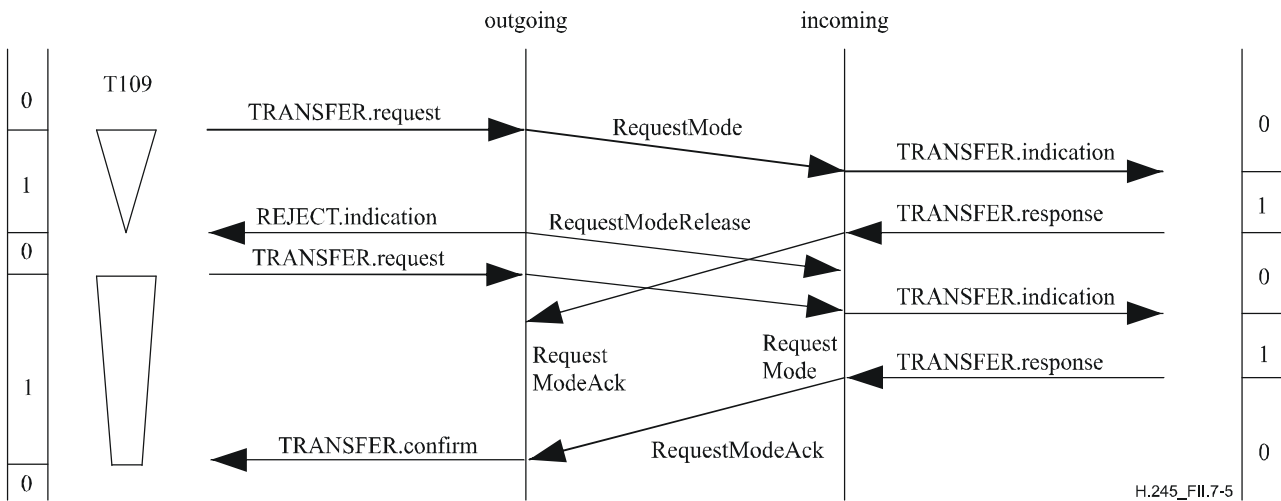 outgoing
incoming
T109
0
TRANSFER.request
RequestMode
0
TRANSFER.indication
1
REJECT.indication
RequestModeRelease
TRANSFER.response
1
0
TRANSFER.request
TRANSFER.indication
0
Request
ModeAck
Request
Mode
TRANSFER.response
1
1
TRANSFER.confirm
RequestModeAck
0
0
H.245_FII.7-5